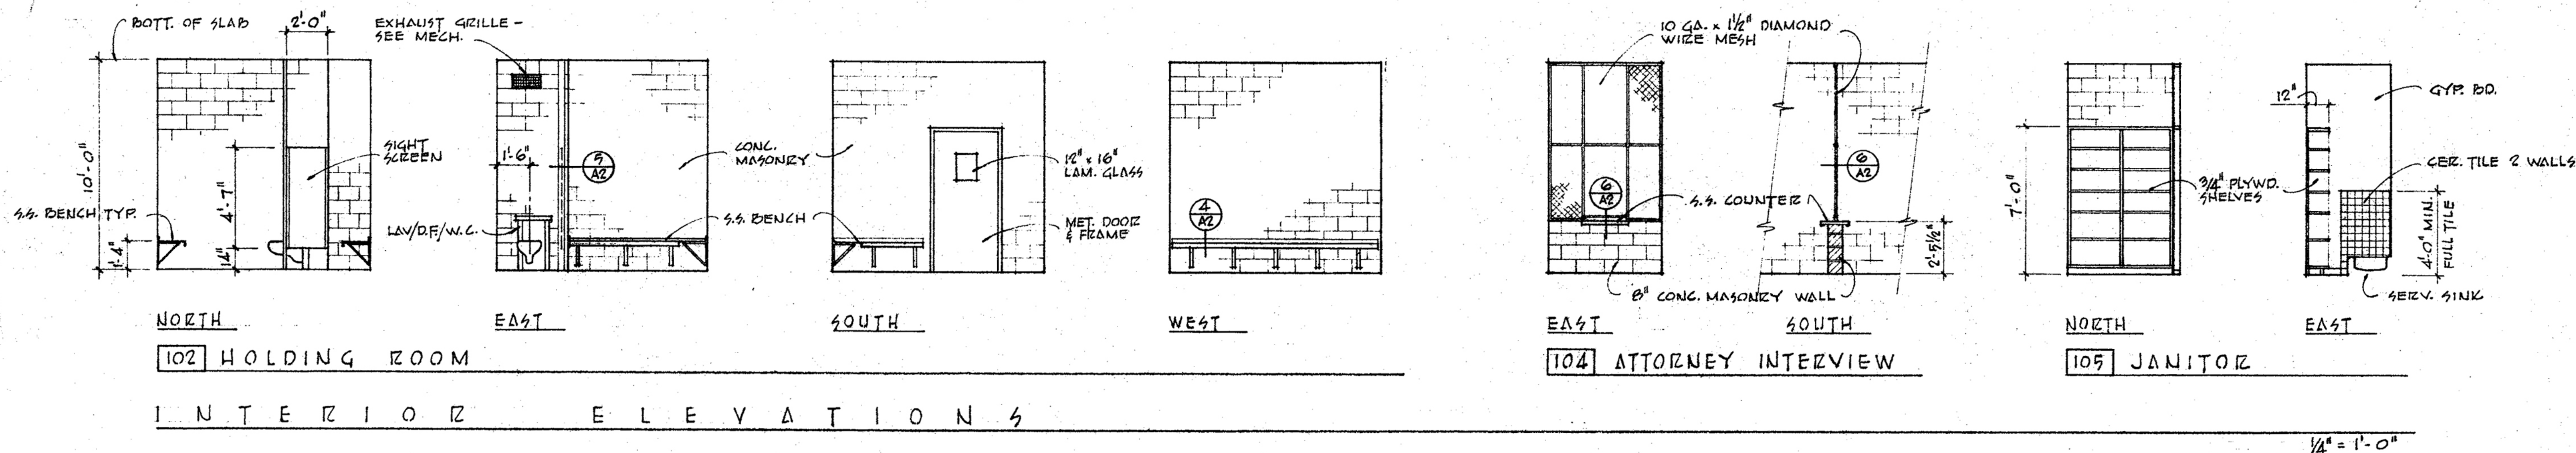 BOTT. OF SLAB
2'-0"
EXHAUST GRILLE -
SEE MECH.
10'-0"
SIGHT
SCREEN
4'-7"
S.S. BENCH TYP.
1'-4"
14"
1'-6"
5
A2
LAV/D.F./W.C.
CONC.
MASONRY
S.S. BENCH
12" x 16"
LAM. GLASS
MET. DOOR
& FRAME
4
A2
NORTH
EAST
SOUTH
WEST
102 HOLDING ROOM
10 GA. x 1 1/2" DIAMOND
WIRE MESH
6
A2
6
A2
S.S. COUNTER
2'-5 1/2"
8" CONC. MASONRY WALL
EAST
SOUTH
104 ATTORNEY INTERVIEW
7'-0"
12"
GYP. BD.
CER. TILE 2 WALLS
3/4" PLYWD.
SHELVES
4'-0" MIN.
FULL TILE
SERV. SINK
NORTH
EAST
105 JANITOR
INTERIOR ELEVATIONS
1/4" = 1'-0"